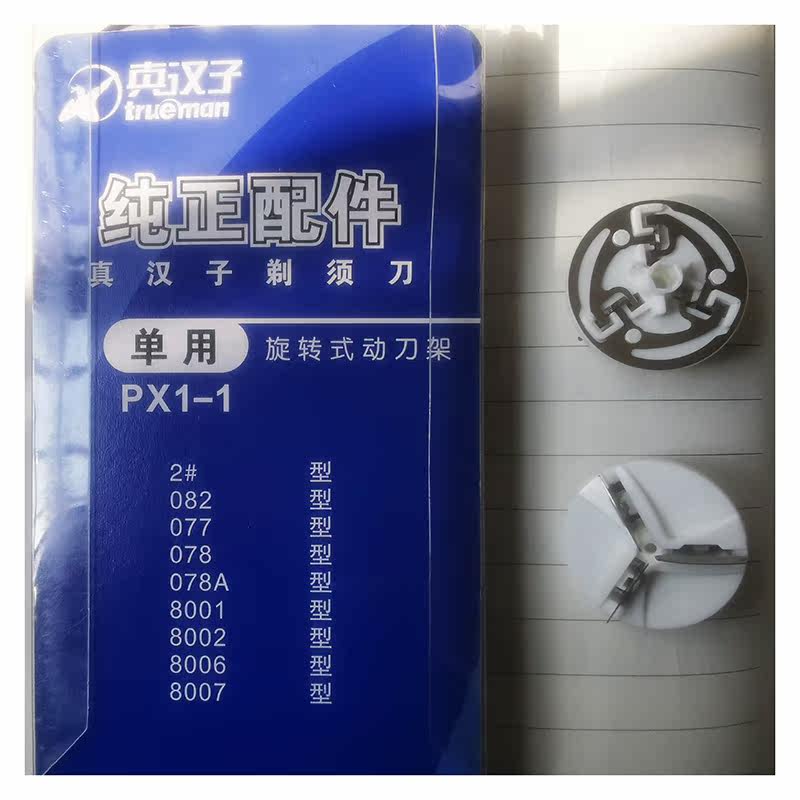 真汉子
trueman
纯正配件
真汉子剃须刀
单用 旋转式动刀架
PX1-1
2# 型
082 型
077 型
078 型
078A 型
8001 型
8002 型
8006 型
8007 型